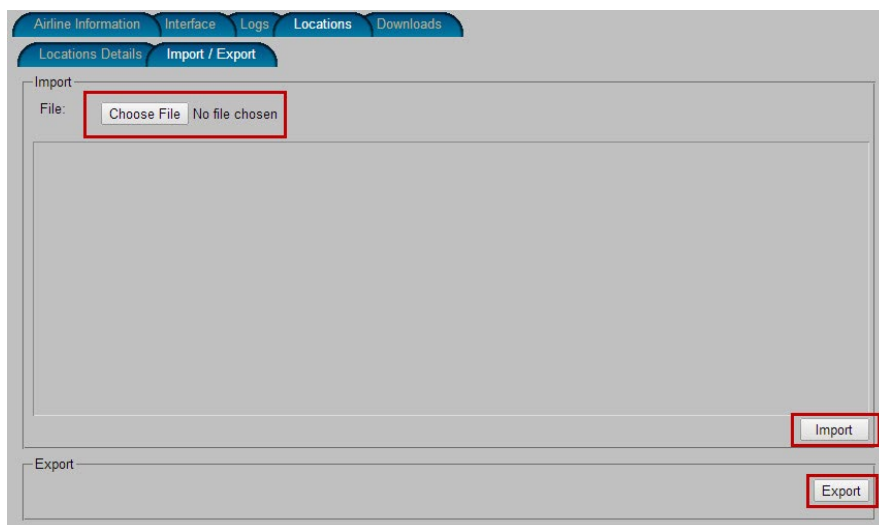 Airline Information Interface Logs Locations Downloads
Locations Details Import / Export
Import
File: Choose File No file chosen
Import
Export
Export